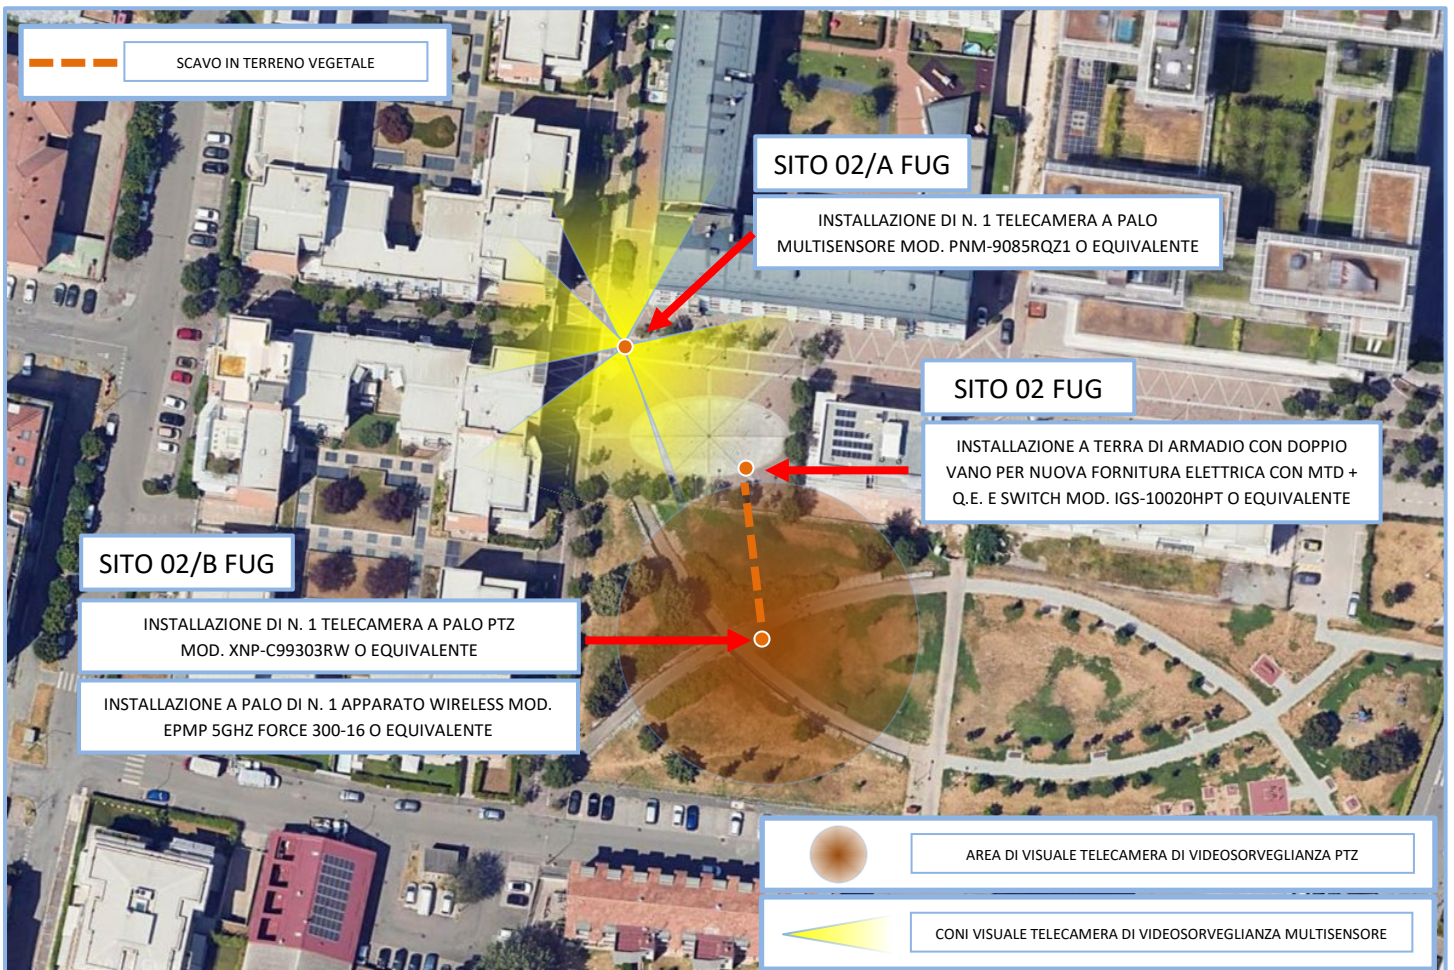 SCAVO IN TERRENO VEGETALE
SITO 02/A FUG
INSTALLAZIONE DI N. 1 TELECAMERA A PALO
MULTISENSORE MOD. PNM-9085RQZ1 O EQUIVALENTE
SITO 02 FUG
INSTALLAZIONE A TERRA DI ARMADIO CON DOPPIO
VANO PER NUOVA FORNITURA ELETTRICA CON MTD +
Q.E. E SWITCH MOD. IGS-10020HPT O EQUIVALENTE
SITO 02/B FUG
INSTALLAZIONE DI N. 1 TELECAMERA A PALO PTZ
MOD. XNP-C99303RW O EQUIVALENTE
INSTALLAZIONE A PALO DI N. 1 APPARATO WIRELESS MOD.
EPMP 5GHZ FORCE 300-16 O EQUIVALENTE
AREA DI VISUALE TELECAMERA DI VIDEOSORVEGLIANZA PTZ
CONI VISUALE TELECAMERA DI VIDEOSORVEGLIANZA MULTISENSORE